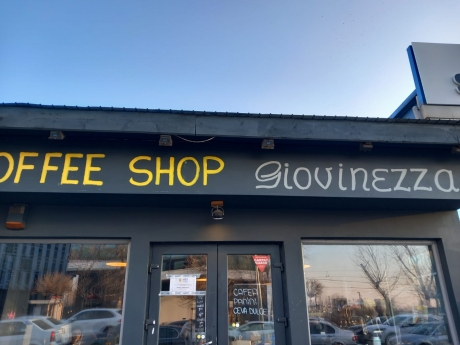 OFFEE SHOP Giovinezza
CAFEA
PANINI
CEVA DULCE